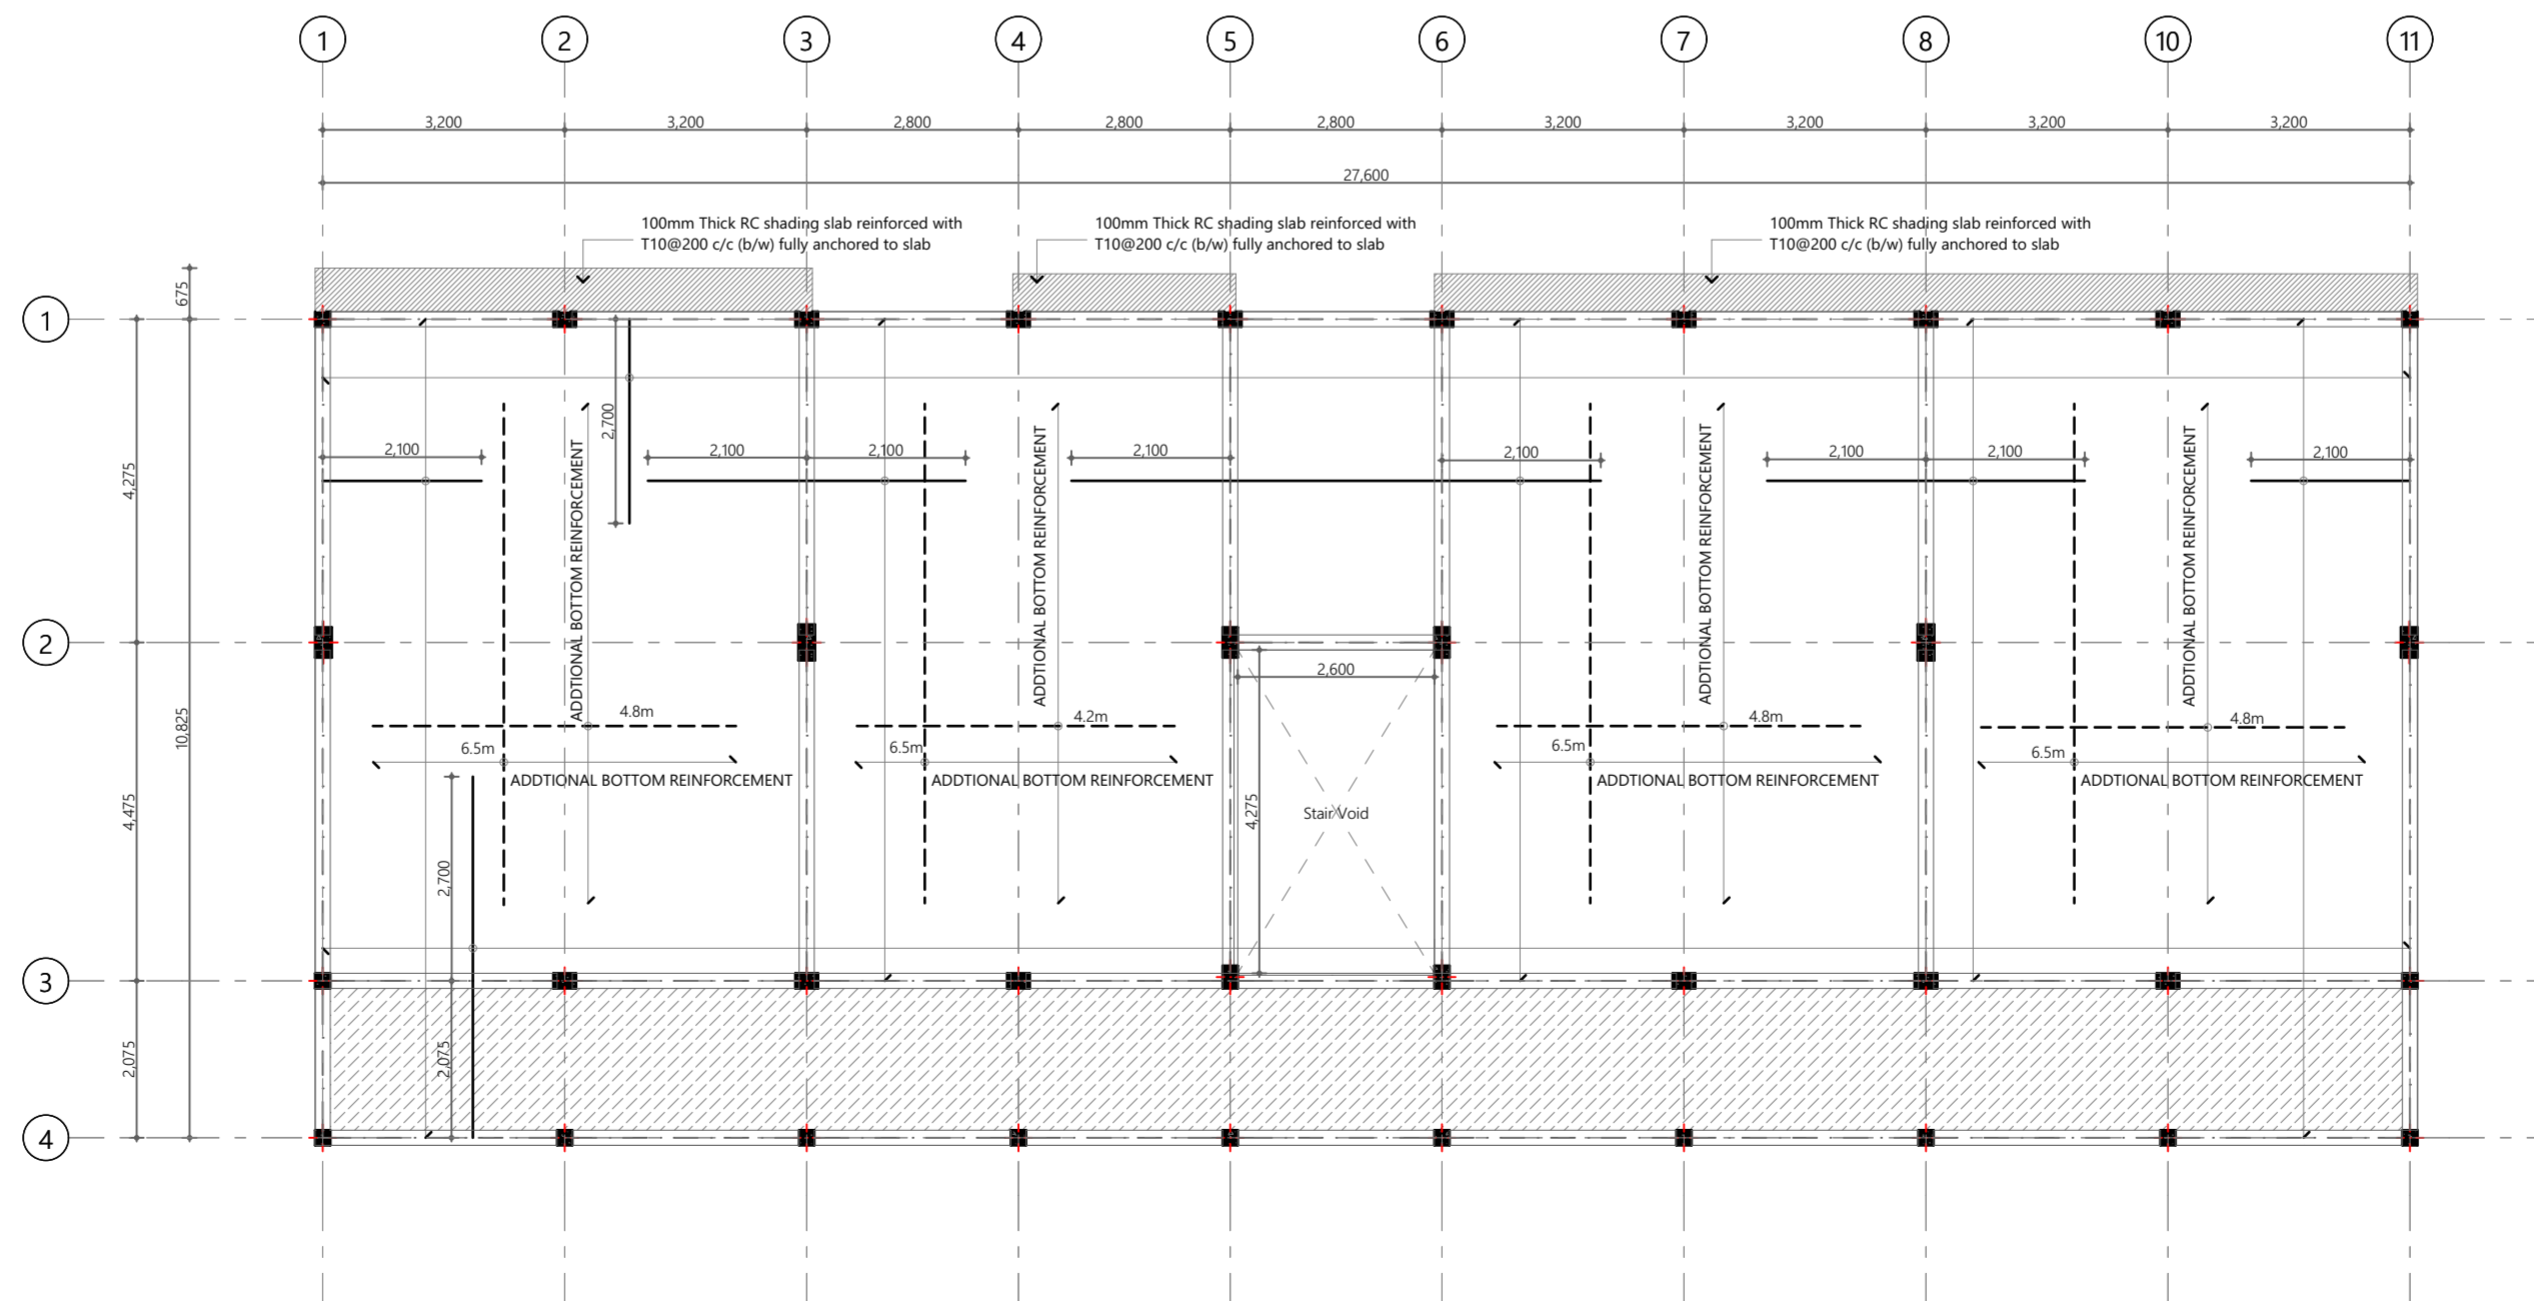 1 2 3 4 5 6 7 8 10 11
3,200 3,200 2,800 2,800 2,800 3,200 3,200 3,200 3,200
27,600
100mm Thick RC shading slab reinforced with
T10@200 c/c (b/w) fully anchored to slab
100mm Thick RC shading slab reinforced with
T10@200 c/c (b/w) fully anchored to slab
100mm Thick RC shading slab reinforced with
T10@200 c/c (b/w) fully anchored to slab
675
1
2,700
2,100 2,100 2,100 2,100 2,100 2,100 2,100 2,100
4,275
ADDTIONAL BOTTOM REINFORCEMENT
ADDTIONAL BOTTOM REINFORCEMENT
ADDTIONAL BOTTOM REINFORCEMENT
ADDTIONAL BOTTOM REINFORCEMENT
2
2,600
10,825
4.8m 4.2m 4.8m 4.8m
6.5m 6.5m 6.5m 6.5m
ADDTIONAL BOTTOM REINFORCEMENT
ADDTIONAL BOTTOM REINFORCEMENT
ADDTIONAL BOTTOM REINFORCEMENT
ADDTIONAL BOTTOM REINFORCEMENT
4,475
4,275
Stair Void
2,700
3
2,075
2,075
4